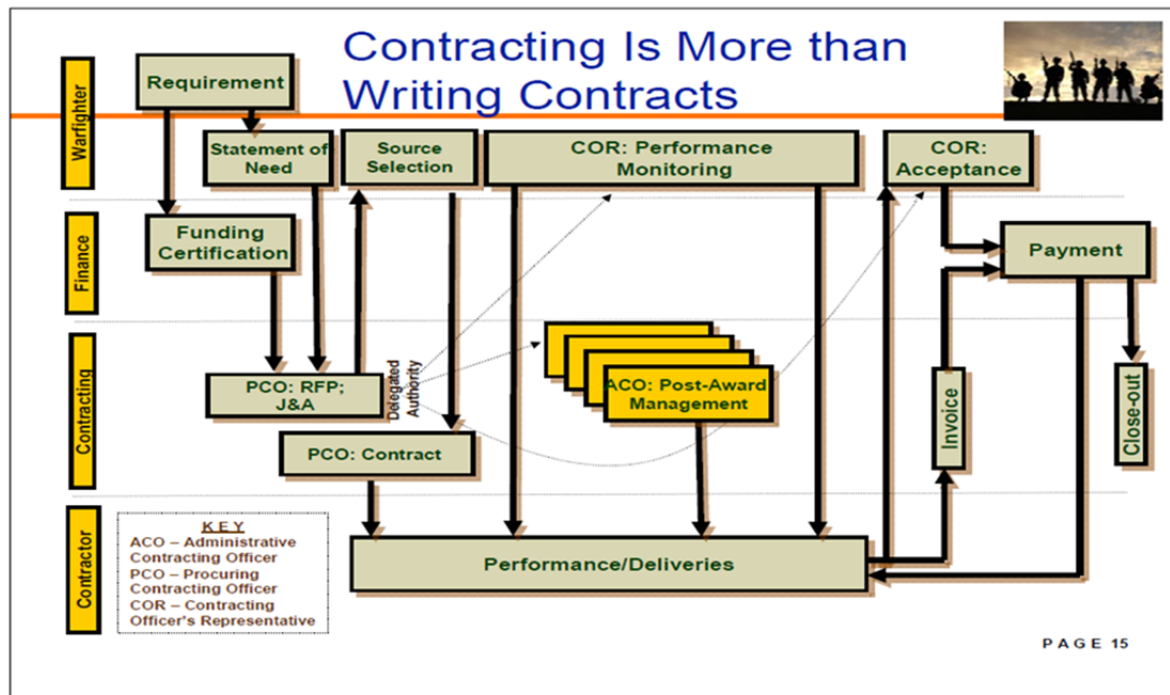 Contracting Is More than
Writing Contracts
Warfighter
Requirement
Statement of
Need
Source
Selection
COR: Performance
Monitoring
COR:
Acceptance
Finance
Funding
Certification
Payment
Contracting
PCO: RFP;
J&A
Delegated
Authority
ACO: Post-Award
Management
PCO: Contract
Invoice
Close-out
Contractor
KEY
ACO – Administrative
Contracting Officer
PCO – Procuring
Contracting Officer
COR – Contracting
Officer's Representative
Performance/Deliveries
PAGE 15